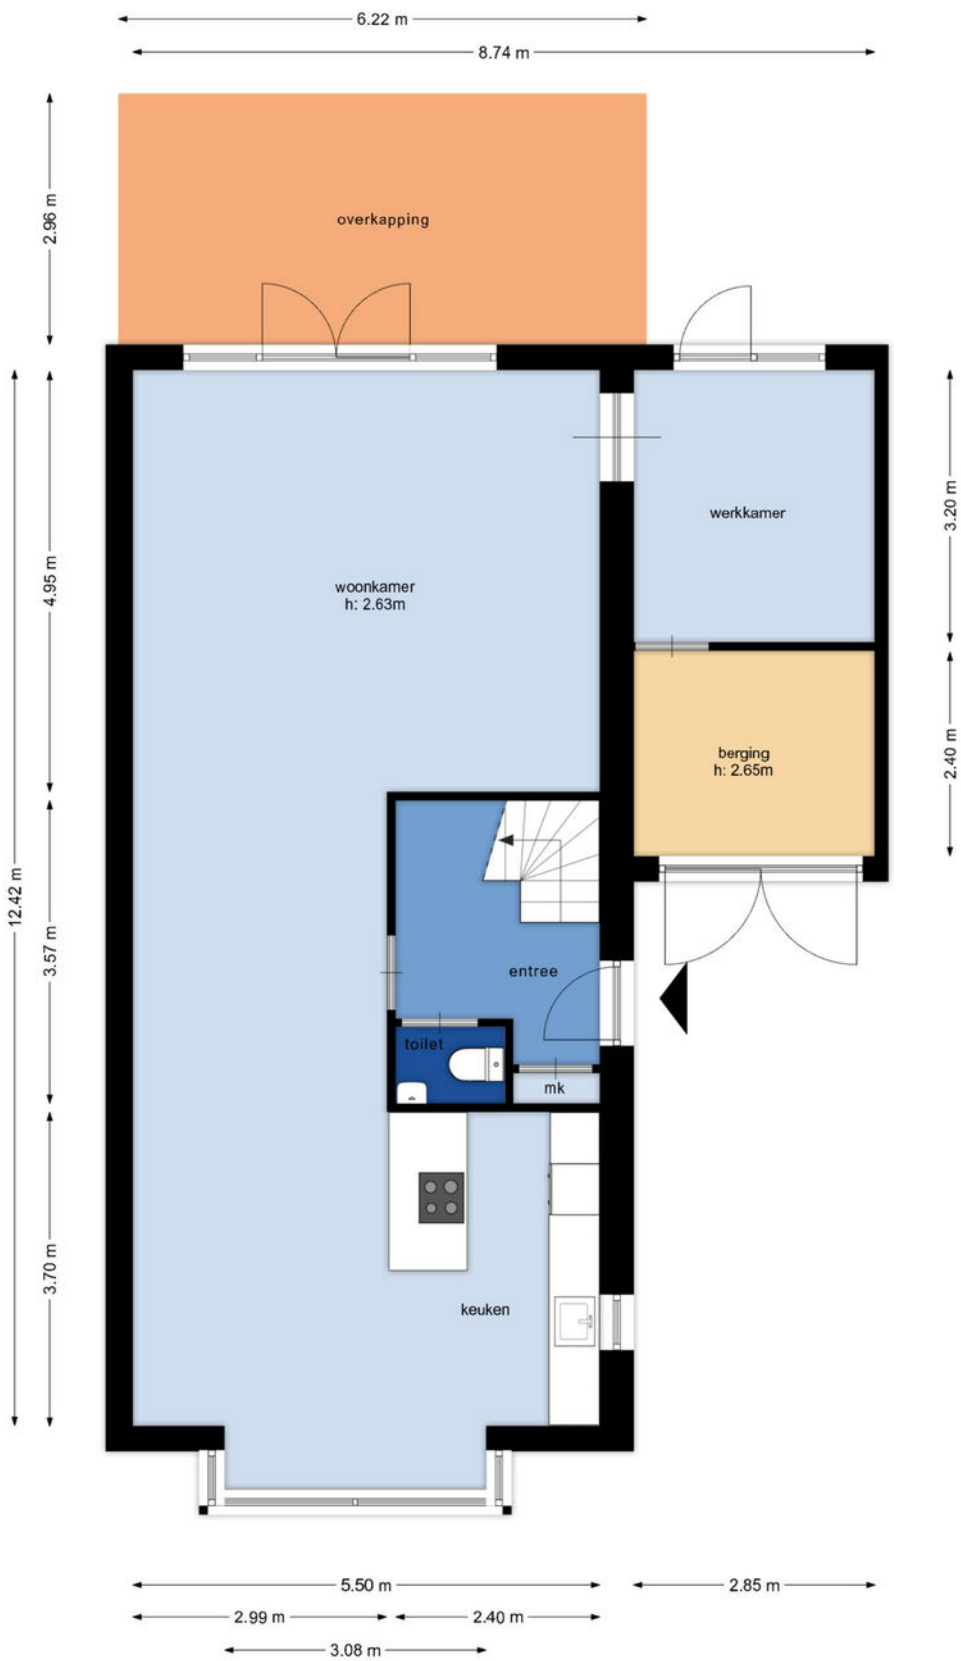 6.22 m
8.74 m
2.96 m
overkapping
12.42 m
4.95 m
3.57 m
3.70 m
3.20 m
2.40 m
werkkamer
woonkamer
h: 2.63m
berging
h: 2.65m
entree
toilet
mk
keuken
5.50 m
2.85 m
2.99 m
2.40 m
3.08 m